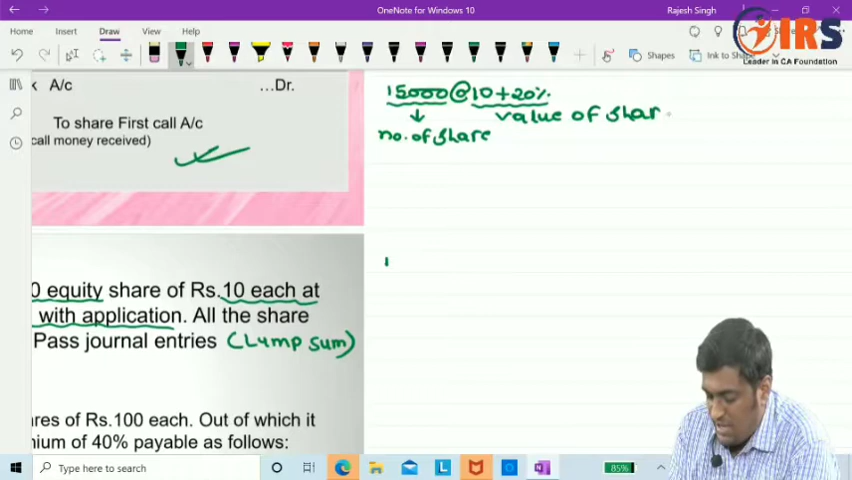 OneNote for Windows 10
Rajesh Singh
Home Insert Draw View Help
Shapes Ink to
IRS
Leader in CA Foundation
A/c ...Dr.
To share First call A/c
call money received)
15000@10+20%
value of shar
no. of share
0 equity share of Rs.10 each at
with application. All the share
Pass journal entries (Lump sum)
res of Rs.100 each. Out of which it
nium of 40% payable as follows:
Type here to search
85%